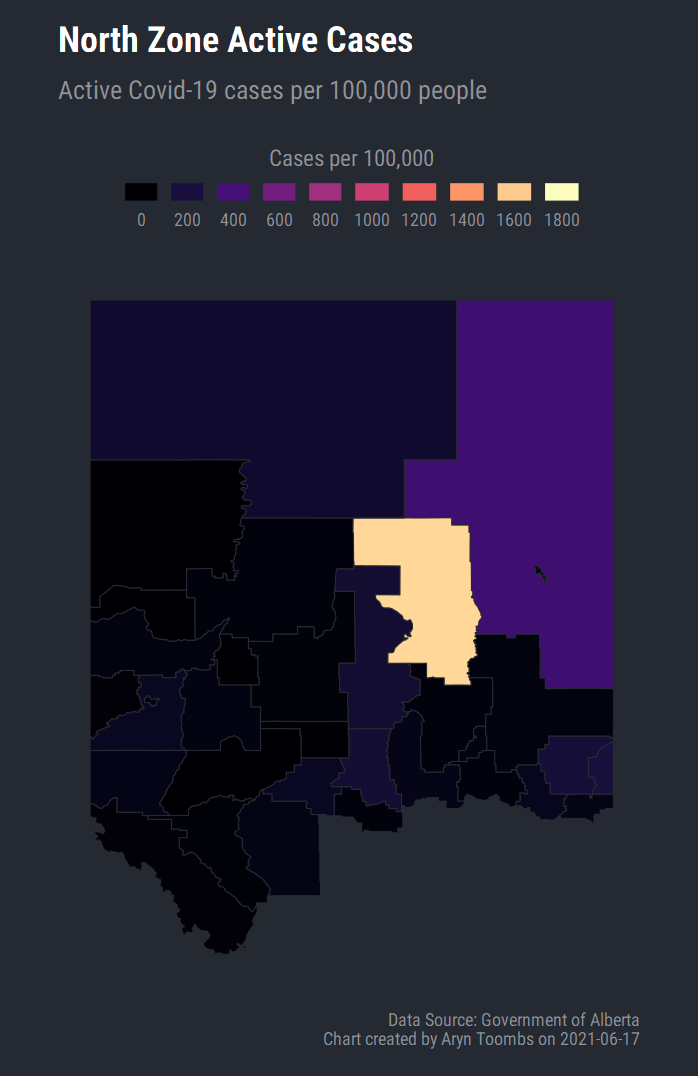 North Zone Active Cases
Active Covid-19 cases per 100,000 people
Cases per 100,000
0 200 400 600 800 1000 1200 1400 1600 1800
Data Source: Government of Alberta
Chart created by Aryn Toombs on 2021-06-17